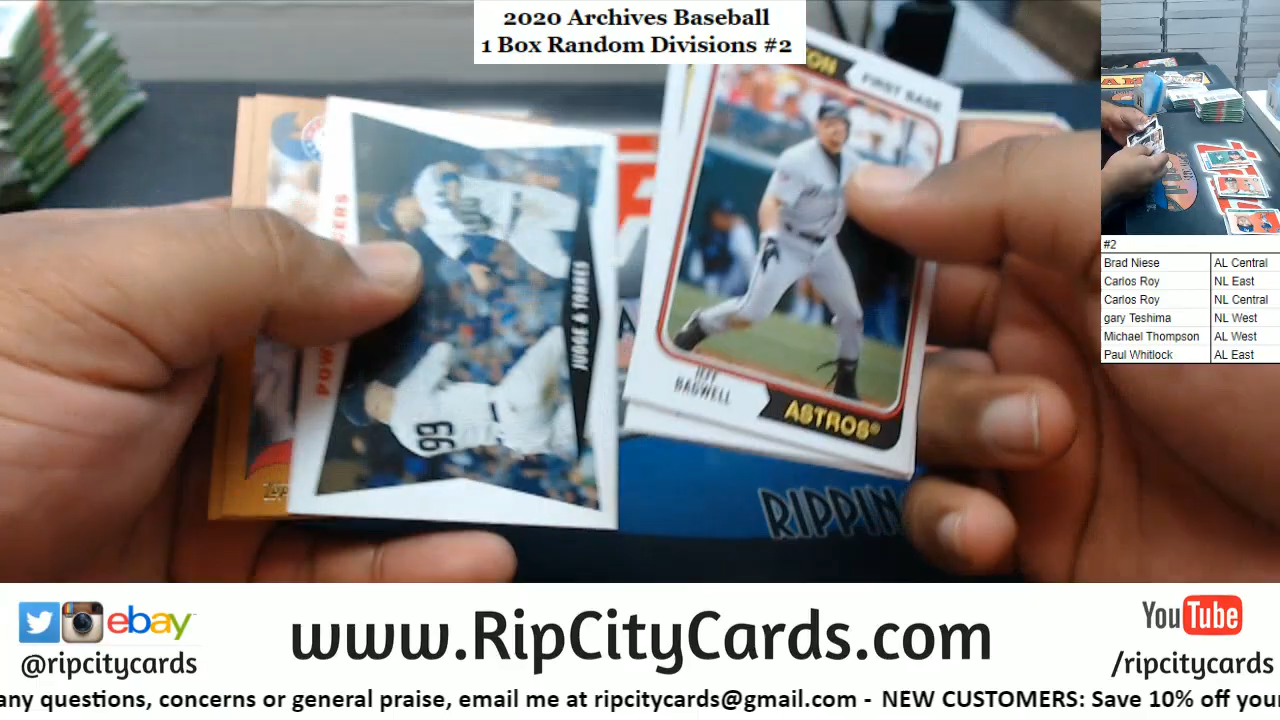 2020 Archives Baseball
1 Box Random Divisions #2
FIRST BASE
JEFF
BAGWELL
ASTROS®
JUDGE & TORRES
99
RIPPIN
#2
Brad Niese AL Central
Carlos Roy NL East
Carlos Roy NL Central
gary Teshima NL West
Michael Thompson AL West
Paul Whitlock AL East
ebay
@ripcitycards
www.RipCityCards.com
YouTube
/ripcitycards
any questions, concerns or general praise, email me at ripcitycards@gmail.com - NEW CUSTOMERS: Save 10% off your